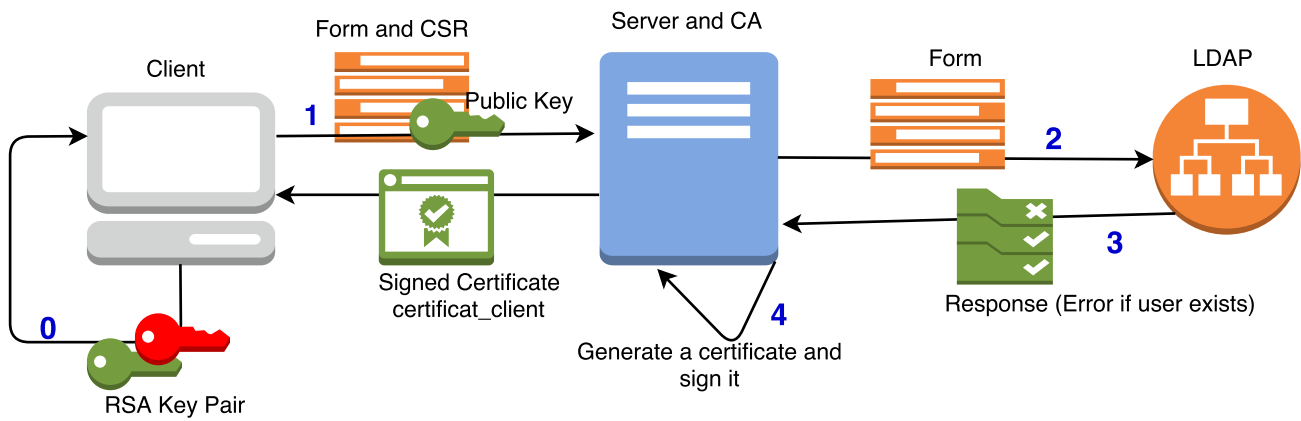 Server and CA
Form and CSR
Form
LDAP
Client
1
Public Key
2
3
Signed Certificate
certificat_client
Response (Error if user exists)
4
0
Generate a certificate and
sign it
RSA Key Pair